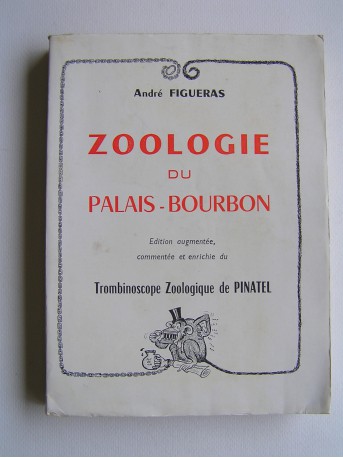 André FIGUERAS
ZOOLOGIE
DU
PALAIS - BOURBON
Edition augmentée,
commentée et enrichie du
Trombinoscope Zoologique de PINATEL